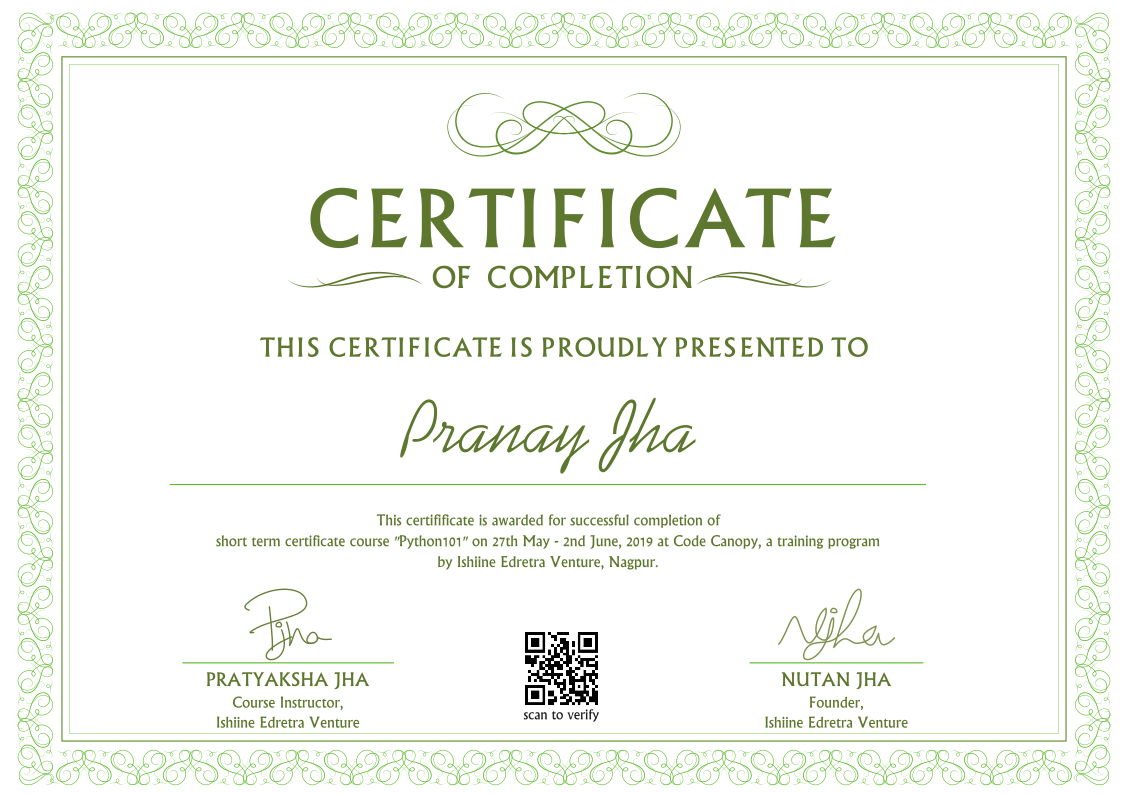 CERTIFICATE
OF COMPLETION
THIS CERTIFICATE IS PROUDLY PRESENTED TO
Pranay Jha
This certififificate is awarded for successful completion of
short term certificate course "Python101" on 27th May - 2nd June, 2019 at Code Canopy, a training program
by Ishiine Edretra Venture, Nagpur.
Pjha
Njha
PRATYAKSHA JHA
Course Instructor,
Ishiine Edretra Venture
scan to verify
NUTAN JHA
Founder,
Ishiine Edretra Venture